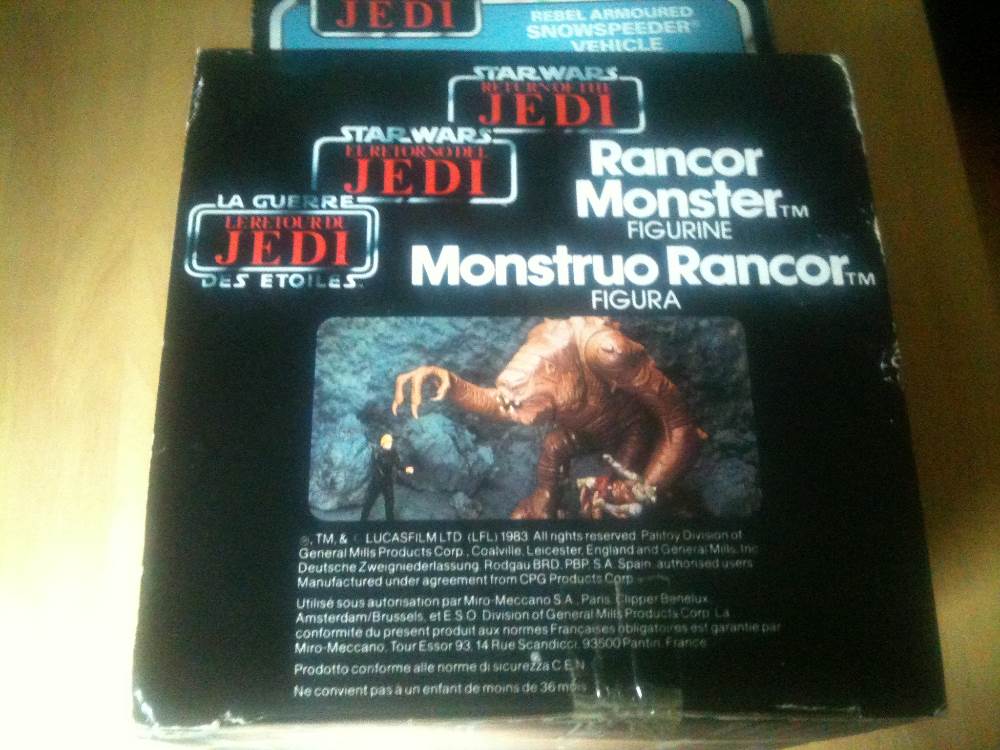 JEDI
REBEL ARMOURED
SNOWSPEEDER®
VEHICLE
STAR WARS
RETURN OF THE
JEDI
STAR WARS
EL RETORNO DEL
JEDI
LA GUERRE
LE RETOUR DU
JEDI
DES ETOILES
Rancor
Monster™
FIGURINE
Monstruo Rancor™
FIGURA
®, TM, & © LUCASFILM LTD (LFL) 1983 All rights reserved Palitoy Division of
General Mills Products Corp., Coalville, Leicester, England and General Mills, Inc
Deutsche Zweigniederlassung, Rodgau BRD, PBP S.A. Spain, authorised users
Manufactured under agreement from CPG Products Corp
Utilisé sous autorisation par Miro-Meccano S.A., Paris, Clipper Benelux,
Amsterdam/Brussels, et E.S.O. Division of General Mills Products Corp. La
conformité du present produit aux normes Françaises obligatoires est garantie par
Miro-Meccano, Tour Essor 93, 14 Rue Scandicci, 93500 Pantin, France
Prodotto conforme alle norme di sicurezza C.E.N
Ne convient pas à un enfant de moins de 36 mois